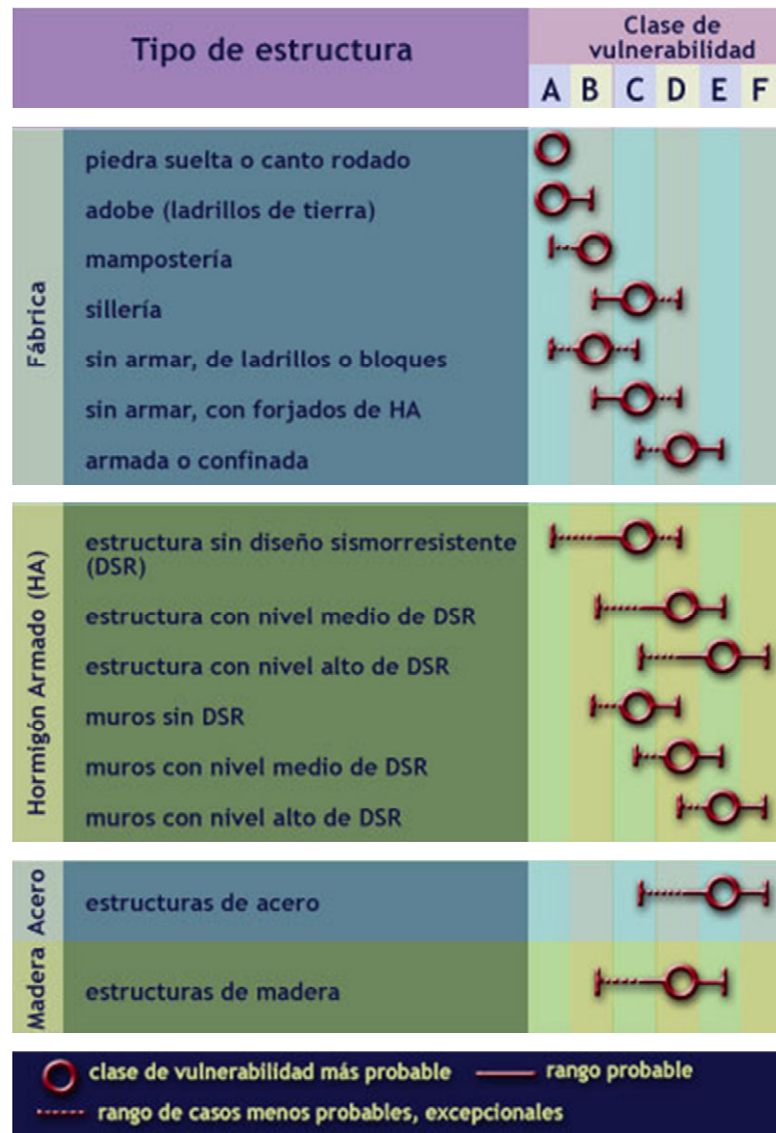 Tipo de estructura
Clase de
vulnerabilidad
A B C D E F
Fábrica
piedra suelta o canto rodado
adobe (ladrillos de tierra)
mampostería
sillería
sin armar, de ladrillos o bloques
sin armar, con forjados de HA
armada o confinada
Hormigón Armado (HA)
estructura sin diseño sismorresistente
(DSR)
estructura con nivel medio de DSR
estructura con nivel alto de DSR
muros sin DSR
muros con nivel medio de DSR
muros con nivel alto de DSR
Acero
estructuras de acero
Madera
estructuras de madera
clase de vulnerabilidad más probable
rango probable
rango de casos menos probables, excepcionales